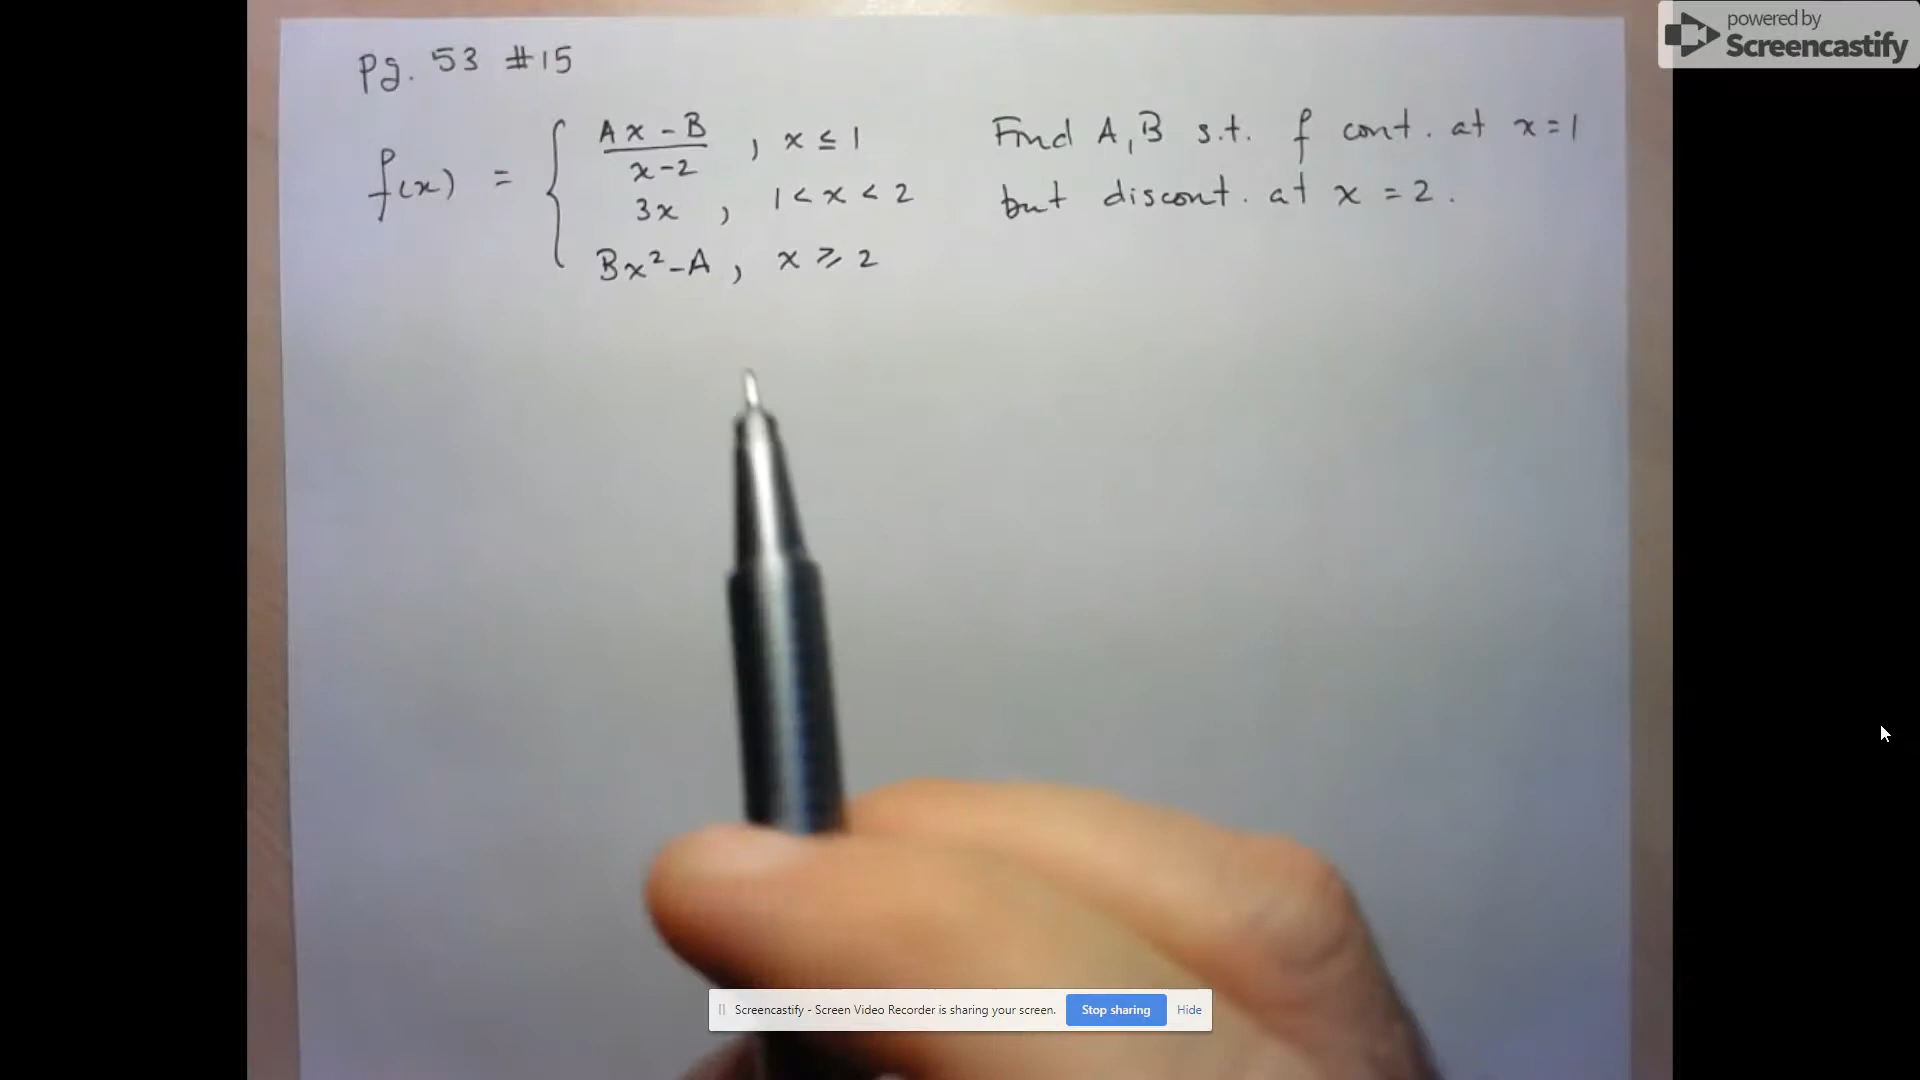 powered by
Screencastify
Pg. 53 #15
f(x) = { Ax - B / x - 2 , x ≤ 1
3x , 1 < x < 2
Bx² - A , x ≥ 2
Find A, B s.t. f cont. at x = 1
but discont. at x = 2.
Screencastify - Screen Video Recorder is sharing your screen.
Stop sharing
Hide